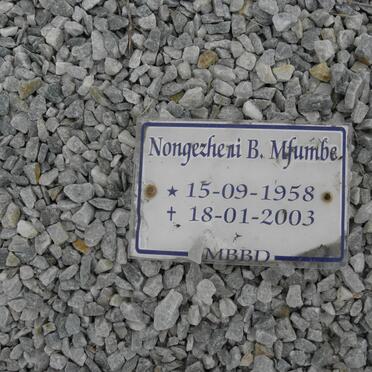 Nongezheni B. Mfumbe
★ 15-09-1958
✝ 18-01-2003
MBBD